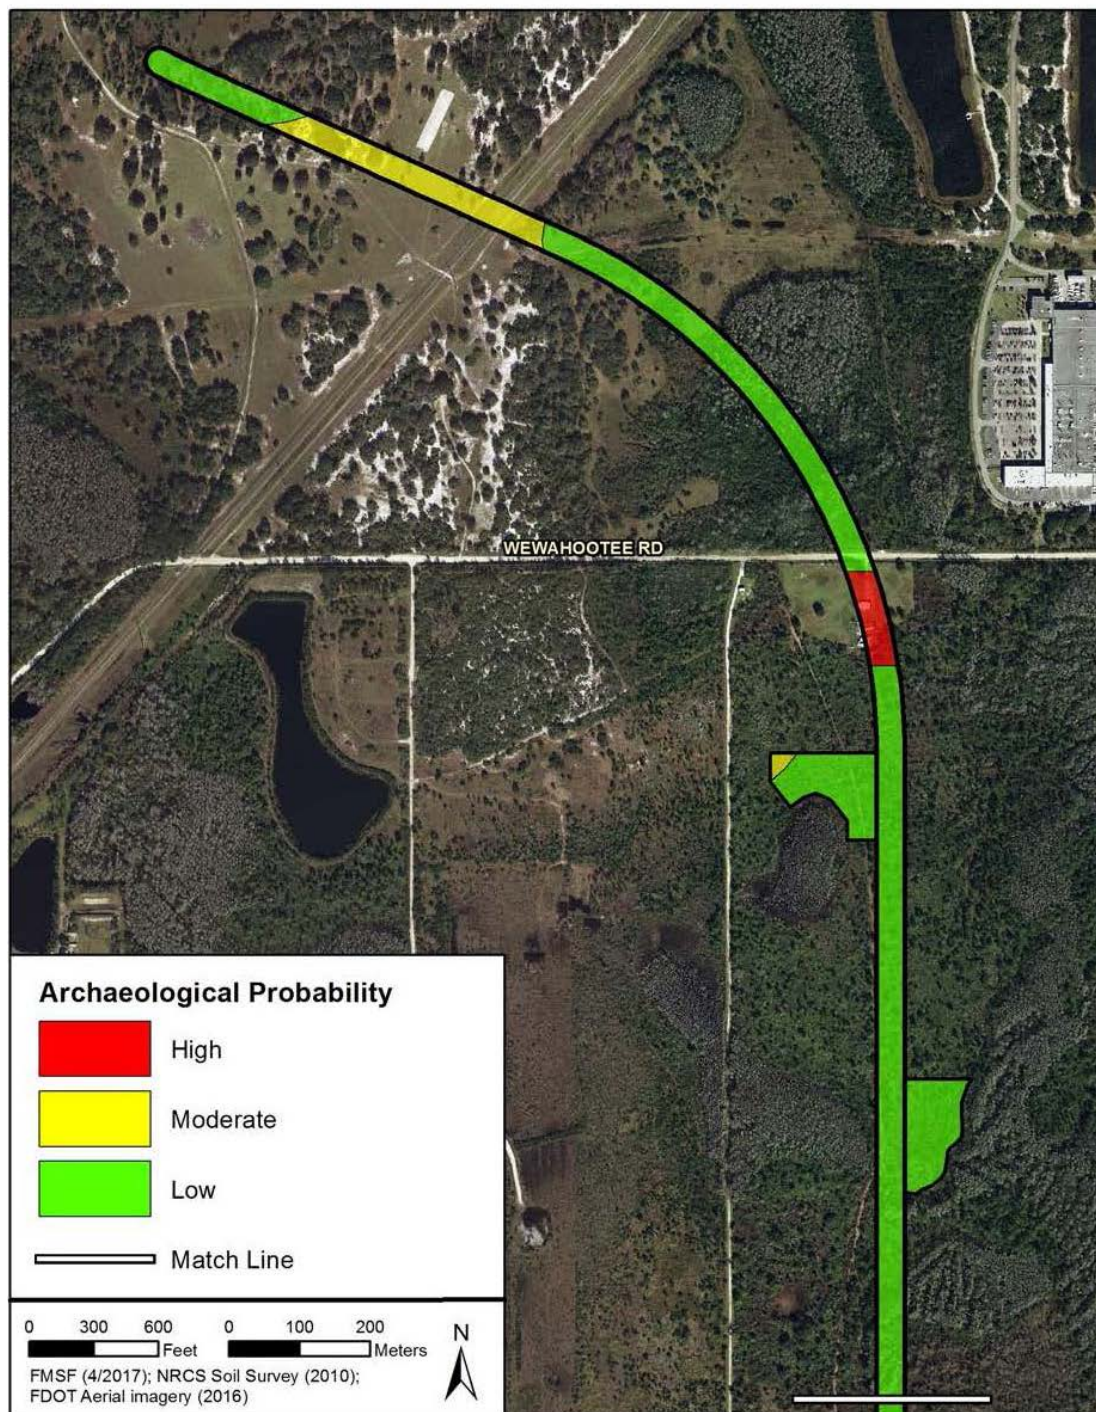 WEWAHOOTEE RD
Archaeological Probability
High
Moderate
Low
Match Line
0 300 600
Feet
0 100 200
Meters
N
FMSF (4/2017); NRCS Soil Survey (2010);
FDOT Aerial imagery (2016)